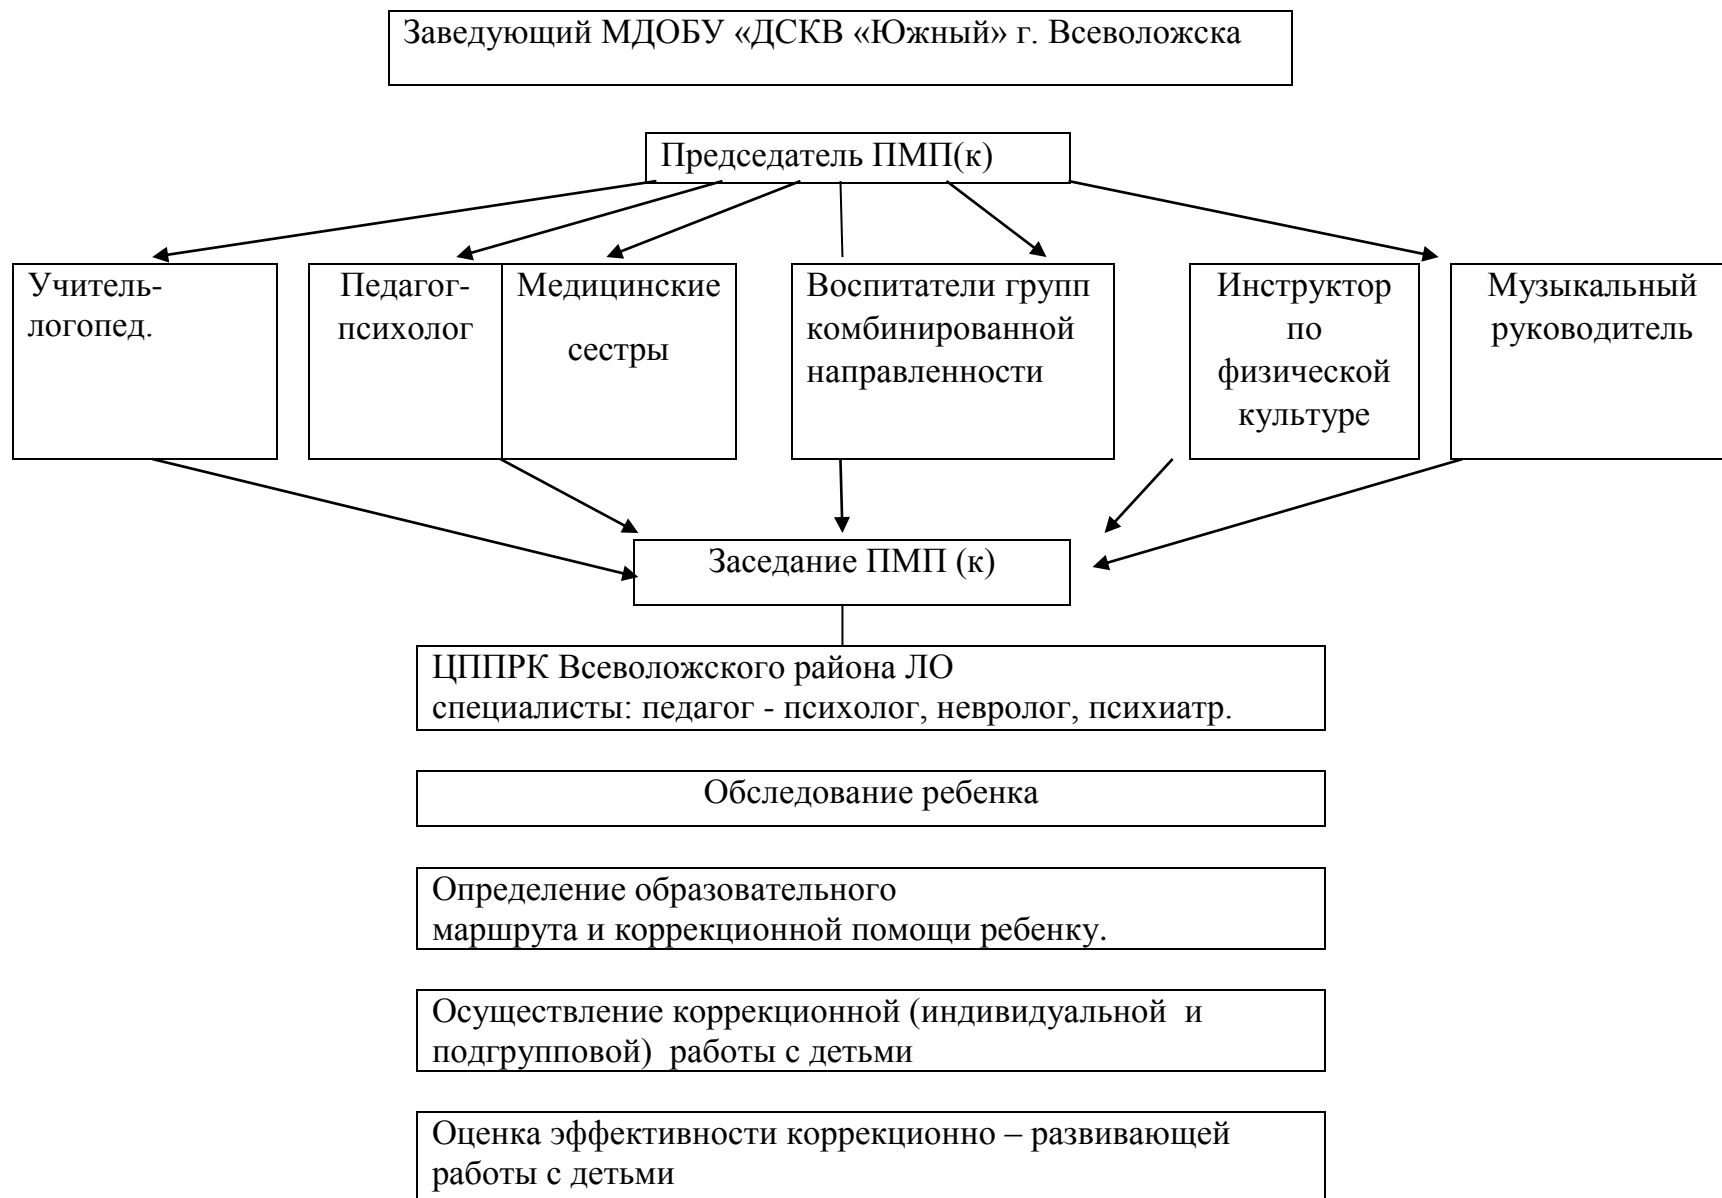 Заведующий МДОБУ «ДСКВ «Южный» г. Всеволожска
Председатель ПМП(к)
Учитель-
логопед.
Педагог-
психолог
Медицинские
сестры
Воспитатели групп
комбинированной
направленности
Инструктор
по
физической
культуре
Музыкальный
руководитель
Заседание ПМП (к)
ЦППРК Всеволожского района ЛО
специалисты: педагог - психолог, невролог, психиатр.
Обследование ребенка
Определение образовательного
маршрута и коррекционной помощи ребенку.
Осуществление коррекционной (индивидуальной  и
подгрупповой)  работы с детьми
Оценка эффективности коррекционно – развивающей
работы с детьми